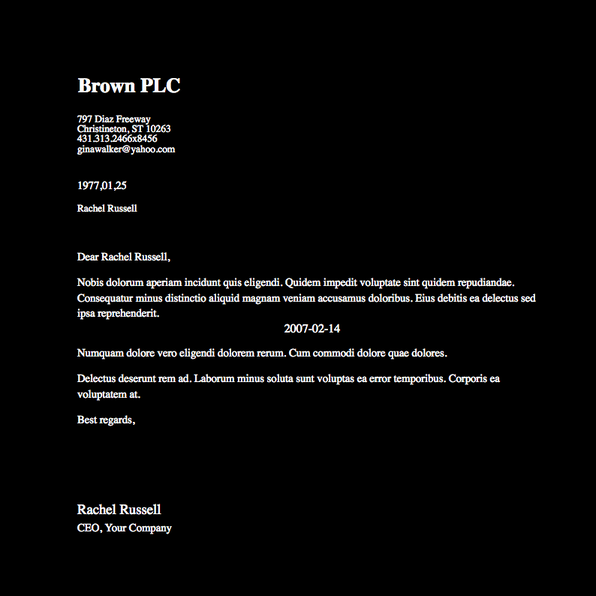 Brown PLC
797 Diaz Freeway
Christineton, ST 10263
431.313.2466x8456
ginawalker@yahoo.com
1977,01,25
Rachel Russell
Dear Rachel Russell,
Nobis dolorum aperiam incidunt quis eligendi. Quidem impedit voluptate sint quidem repudiandae.
Consequatur minus distinctio aliquid magnam veniam accusamus doloribus. Eius debitis ea delectus sed
ipsa reprehenderit.
2007-02-14
Numquam dolore vero eligendi dolorem rerum. Cum commodi dolore quae dolores.
Delectus deserunt rem ad. Laborum minus soluta sunt voluptas ea error temporibus. Corporis ea
voluptatem at.
Best regards,
Rachel Russell
CEO, Your Company